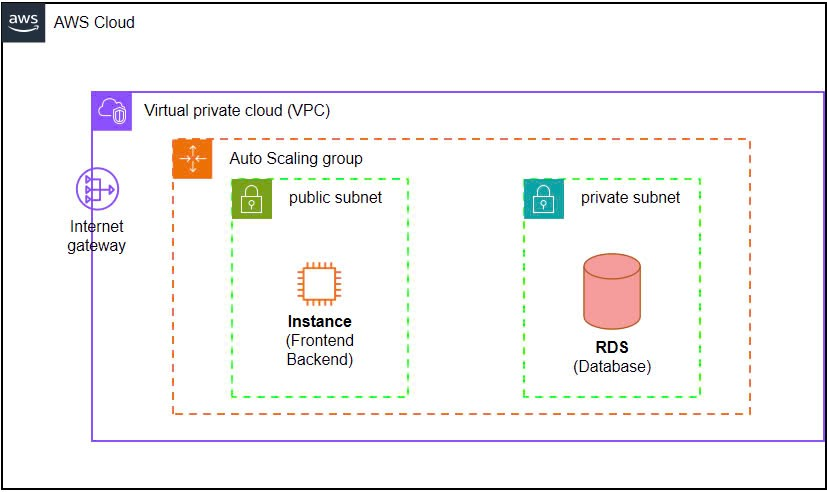 aws
AWS Cloud
Virtual private cloud (VPC)
Auto Scaling group
public subnet
private subnet
Internet
gateway
Instance
(Frontend
Backend)
RDS
(Database)